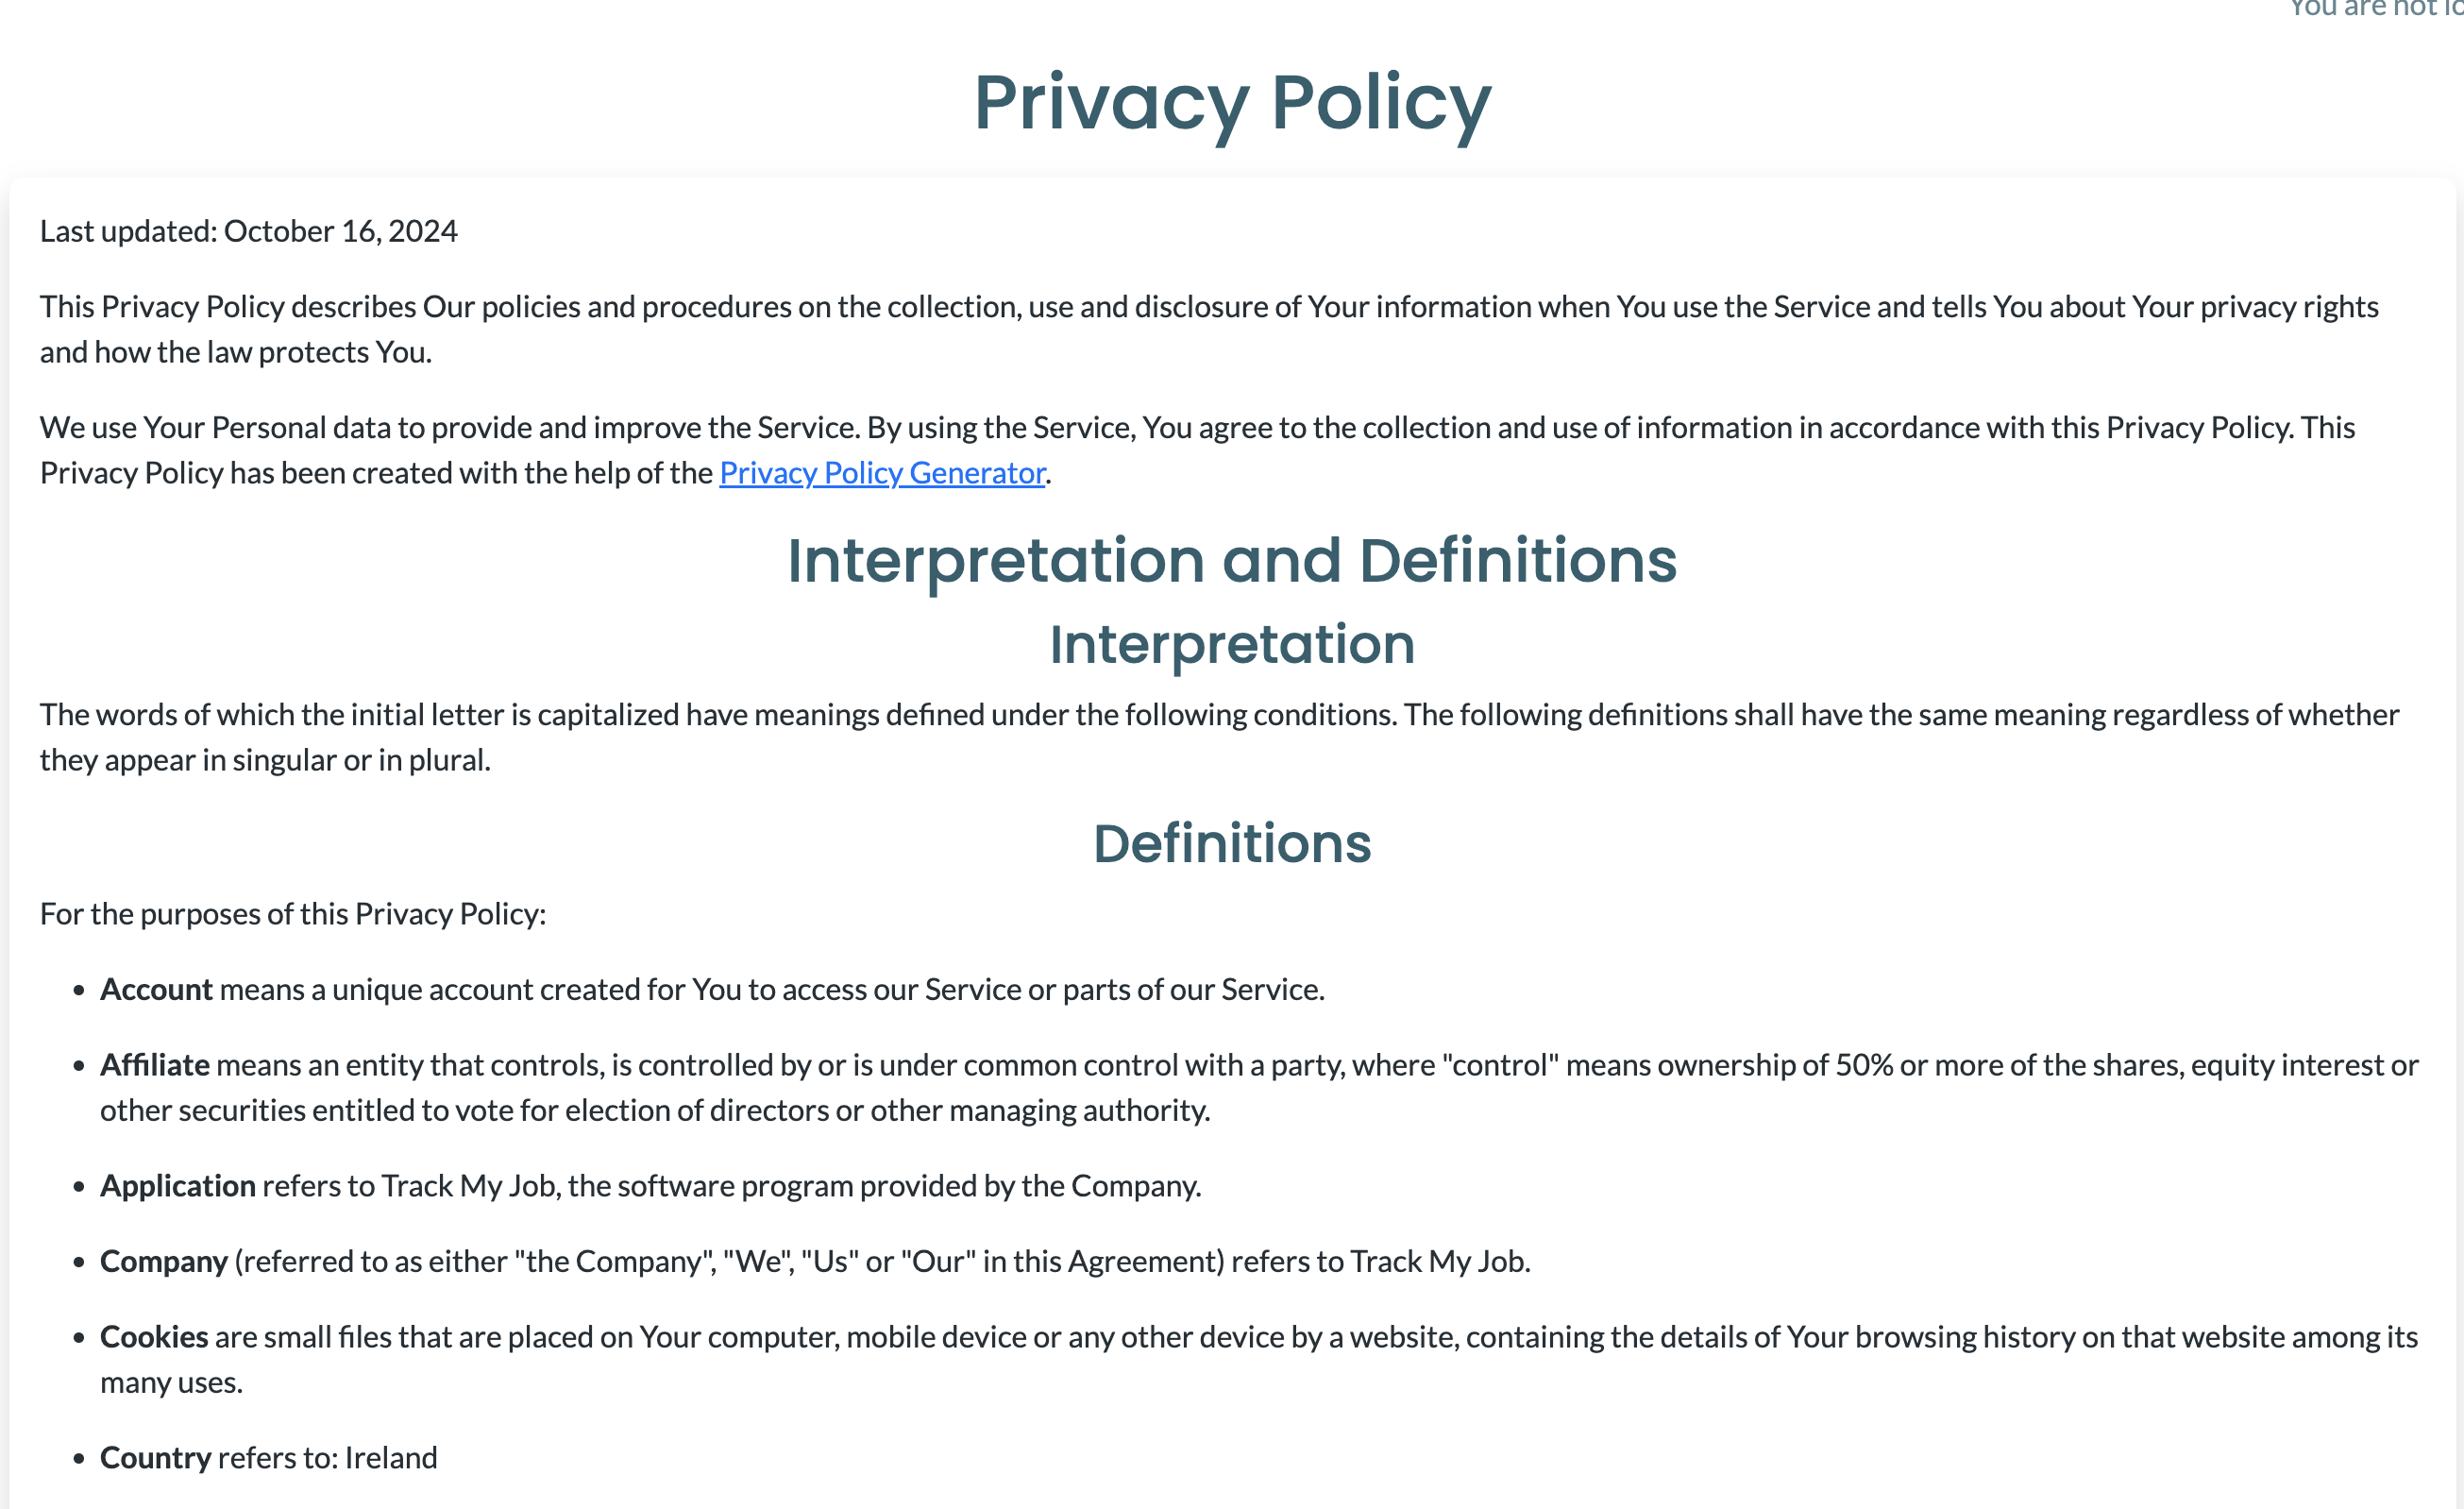 You are not lo
Privacy Policy
Last updated: October 16, 2024
This Privacy Policy describes Our policies and procedures on the collection, use and disclosure of Your information when You use the Service and tells You about Your privacy rights
and how the law protects You.
We use Your Personal data to provide and improve the Service. By using the Service, You agree to the collection and use of information in accordance with this Privacy Policy. This
Privacy Policy has been created with the help of the Privacy Policy Generator.
Interpretation and Definitions
Interpretation
The words of which the initial letter is capitalized have meanings defined under the following conditions. The following definitions shall have the same meaning regardless of whether
they appear in singular or in plural.
Definitions
For the purposes of this Privacy Policy:
• Account means a unique account created for You to access our Service or parts of our Service.
• Affiliate means an entity that controls, is controlled by or is under common control with a party, where "control" means ownership of 50% or more of the shares, equity interest or
other securities entitled to vote for election of directors or other managing authority.
• Application refers to Track My Job, the software program provided by the Company.
• Company (referred to as either "the Company", "We", "Us" or "Our" in this Agreement) refers to Track My Job.
• Cookies are small files that are placed on Your computer, mobile device or any other device by a website, containing the details of Your browsing history on that website among its
many uses.
• Country refers to: Ireland